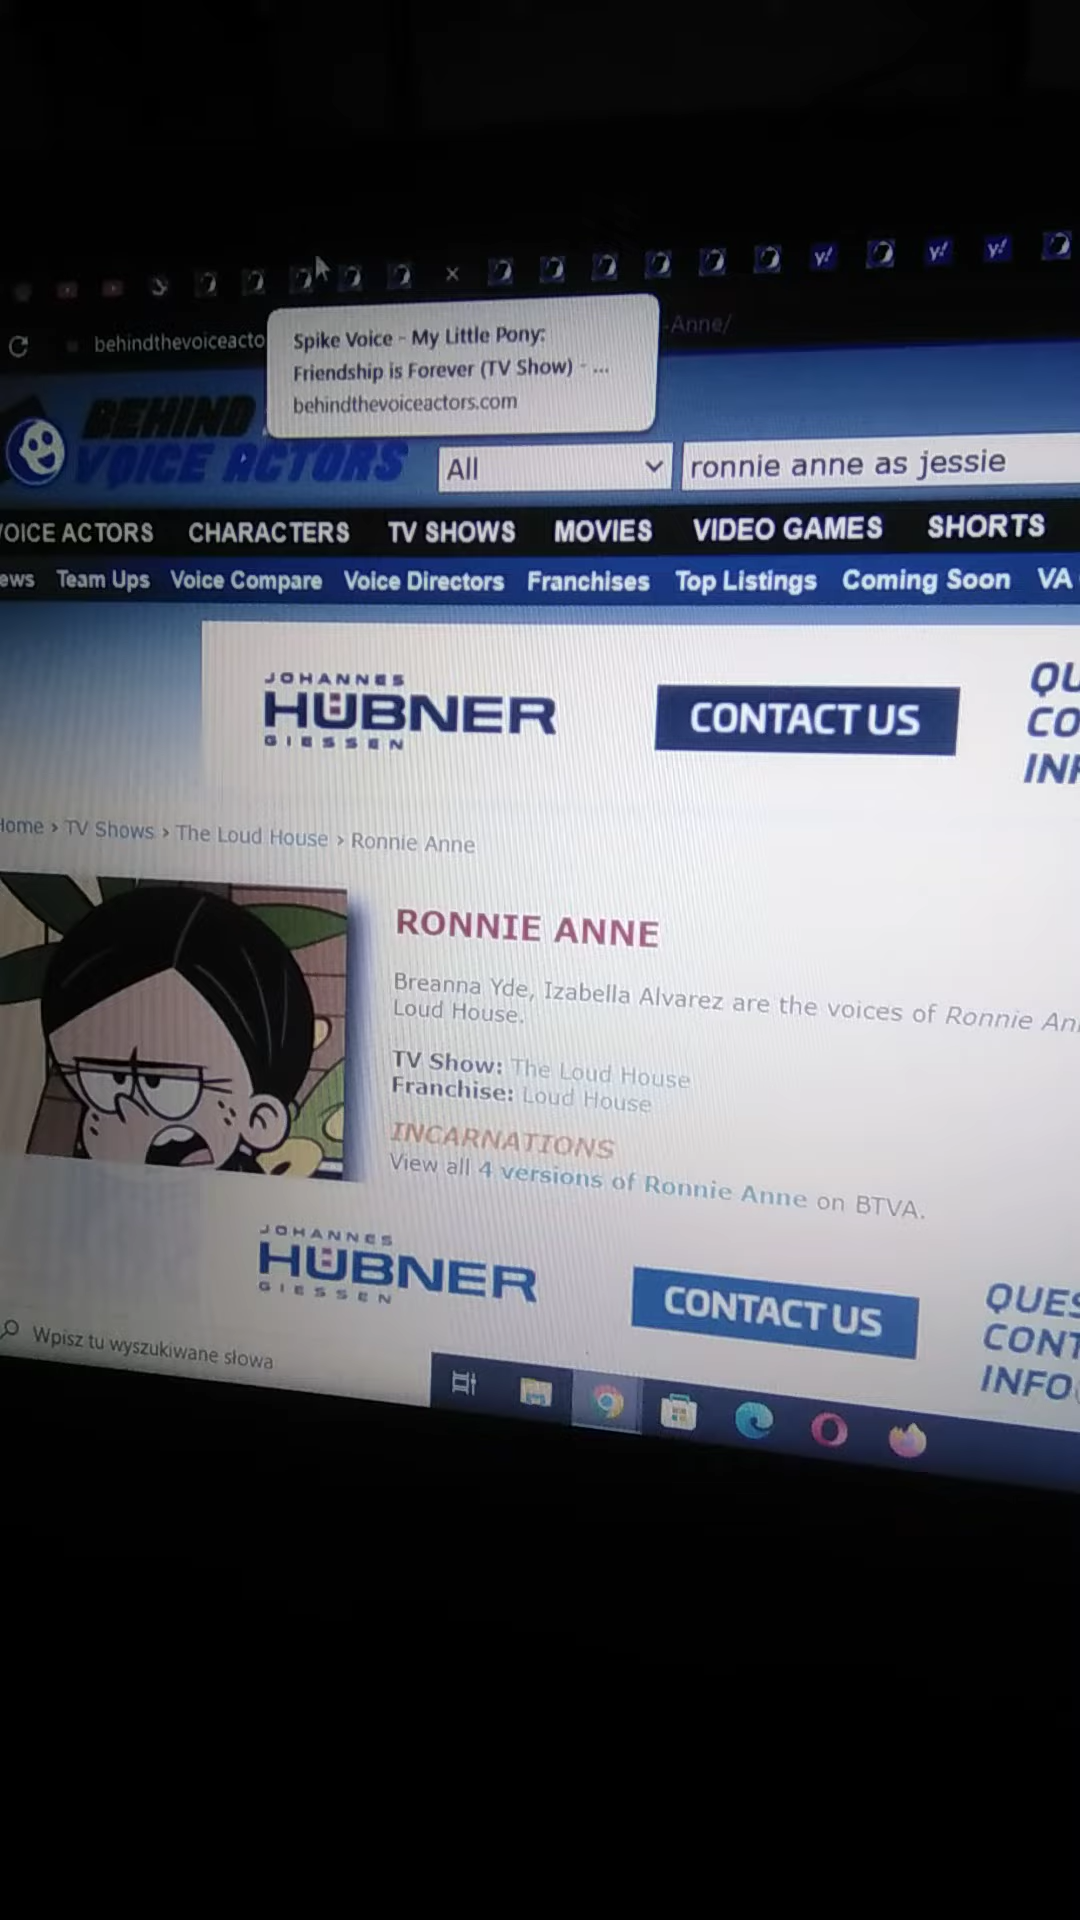 Spike Voice - My Little Pony:
Friendship is Forever (TV Show) - ...
behindthevoiceactors.com
behindthevoiceacto
-Anne/
BEHIND
VOICE ACTORS
All
ronnie anne as jessie
VOICE ACTORS CHARACTERS TV SHOWS MOVIES VIDEO GAMES SHORTS
ews Team Ups Voice Compare Voice Directors Franchises Top Listings Coming Soon VA
JOHANNES
HÜBNER
GIESSEN
CONTACT US
QU
CO
INF
Home › TV Shows › The Loud House › Ronnie Anne
RONNIE ANNE
Breanna Yde, Izabella Alvarez are the voices of Ronnie Ann
Loud House.
TV Show: The Loud House
Franchise: Loud House
INCARNATIONS
View all 4 versions of Ronnie Anne on BTVA.
JOHANNES
HÜBNER
GIESSEN
CONTACT US
QUES
CONT
INFO
Wpisz tu wyszukiwane słowa